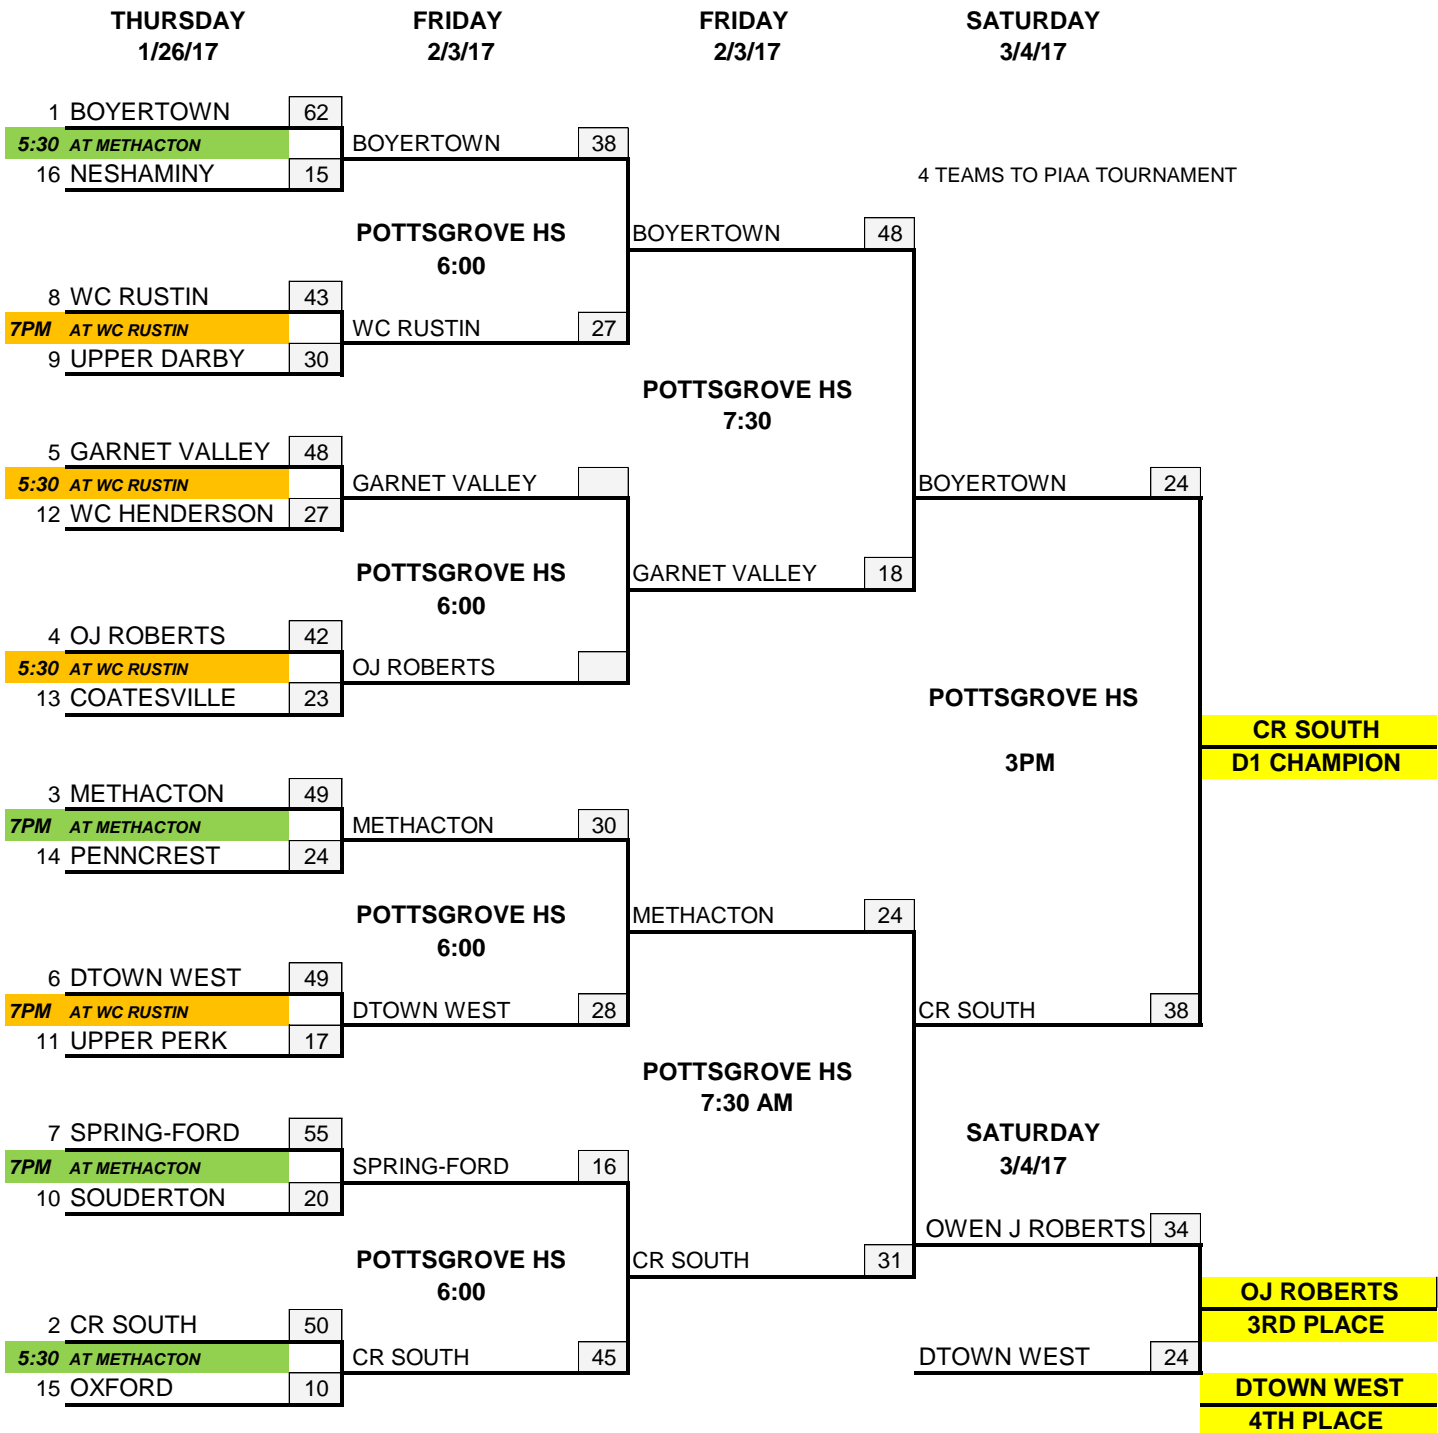 THURSDAY FRIDAY FRIDAY SATURDAY
1/26/17 2/3/17 2/3/17 3/4/17
1 BOYERTOWN 62
5:30 AT METHACTON BOYERTOWN 38
16 NESHAMINY 15 4 TEAMS TO PIAA TOURNAMENT
POTTSGROVE HS BOYERTOWN 48
6:00
8 WC RUSTIN 43
7PM AT WC RUSTIN WC RUSTIN 27
9 UPPER DARBY 30
POTTSGROVE HS
7:30
5 GARNET VALLEY 48
5:30 AT WC RUSTIN GARNET VALLEY BOYERTOWN 24
12 WC HENDERSON 27
POTTSGROVE HS GARNET VALLEY 18
6:00
4 OJ ROBERTS 42
5:30 AT WC RUSTIN OJ ROBERTS
13 COATESVILLE 23 POTTSGROVE HS
CR SOUTH
3PM D1 CHAMPION
3 METHACTON 49
7PM AT METHACTON METHACTON 30
14 PENNCREST 24
POTTSGROVE HS METHACTON 24
6:00
6 DTOWN WEST 49
7PM AT WC RUSTIN DTOWN WEST 28 CR SOUTH 38
11 UPPER PERK 17
POTTSGROVE HS
7:30 AM
7 SPRING-FORD 55 SATURDAY
7PM AT METHACTON SPRING-FORD 16 3/4/17
10 SOUDERTON 20
OWEN J ROBERTS 34
POTTSGROVE HS CR SOUTH 31
6:00 OJ ROBERTS
2 CR SOUTH 50 3RD PLACE
5:30 AT METHACTON CR SOUTH 45 DTOWN WEST 24
15 OXFORD 10 DTOWN WEST
4TH PLACE